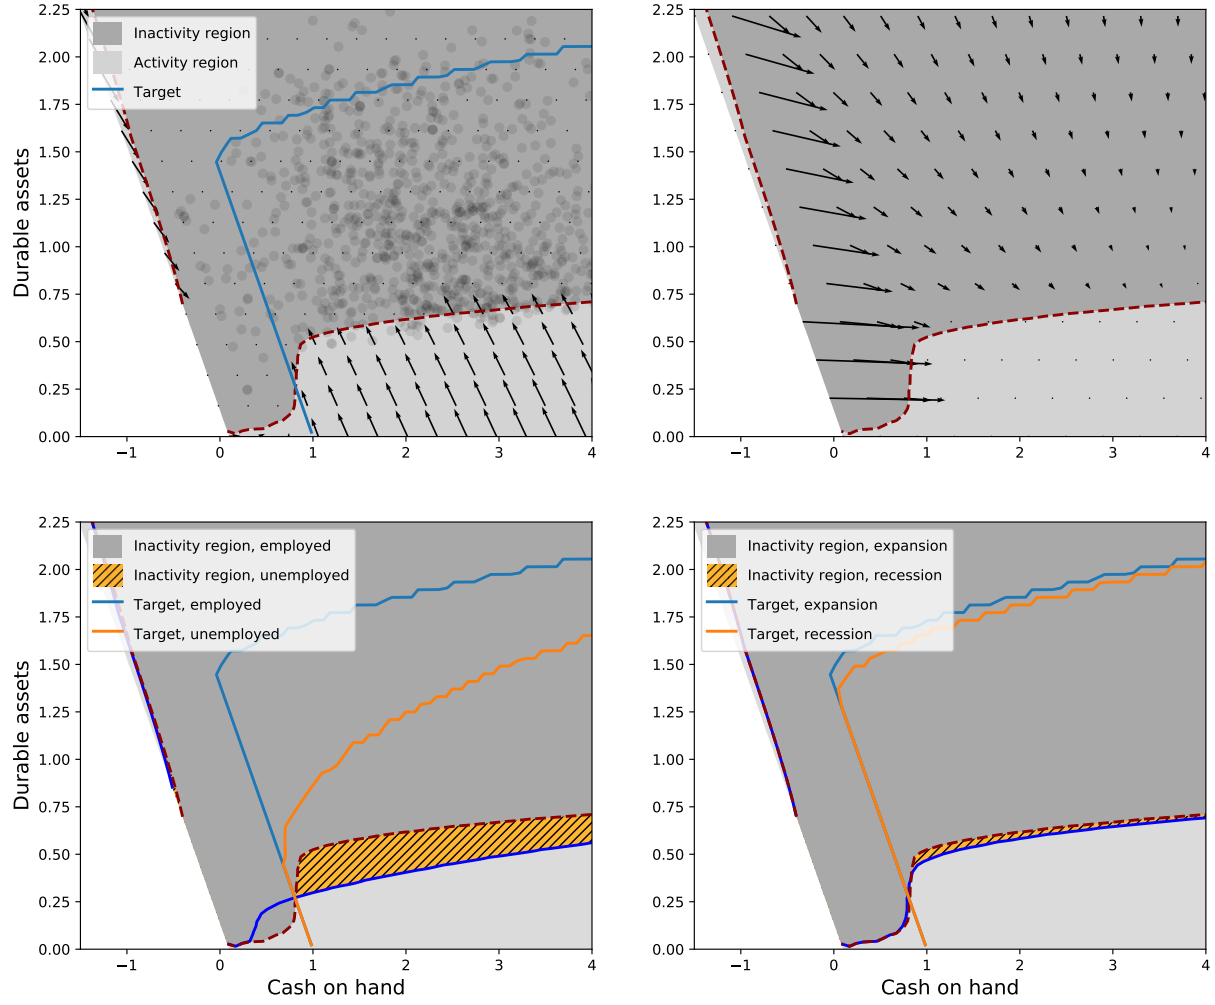 2.25
2.00
1.75
1.50
1.25
1.00
0.75
0.50
0.25
0.00
Durable assets
Inactivity region
Activity region
Target
−1 0 1 2 3 4
2.25
2.00
1.75
1.50
1.25
1.00
0.75
0.50
0.25
0.00
−1 0 1 2 3 4
2.25
2.00
1.75
1.50
1.25
1.00
0.75
0.50
0.25
0.00
Durable assets
Inactivity region, employed
Inactivity region, unemployed
Target, employed
Target, unemployed
−1 0 1 2 3 4
Cash on hand
2.25
2.00
1.75
1.50
1.25
1.00
0.75
0.50
0.25
0.00
Inactivity region, expansion
Inactivity region, recession
Target, expansion
Target, recession
−1 0 1 2 3 4
Cash on hand